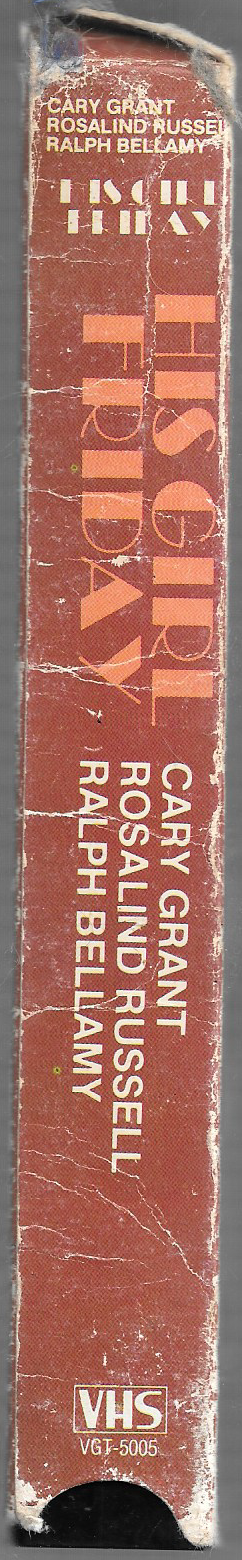 CARY GRANT
ROSALIND RUSSEL
RALPH BELLAMY
HIS GIRL
FRIDAY
HIS GIRL
FRIDAY
CARY GRANT
ROSALIND RUSSELL
RALPH BELLAMY
VHS
VGT-5005